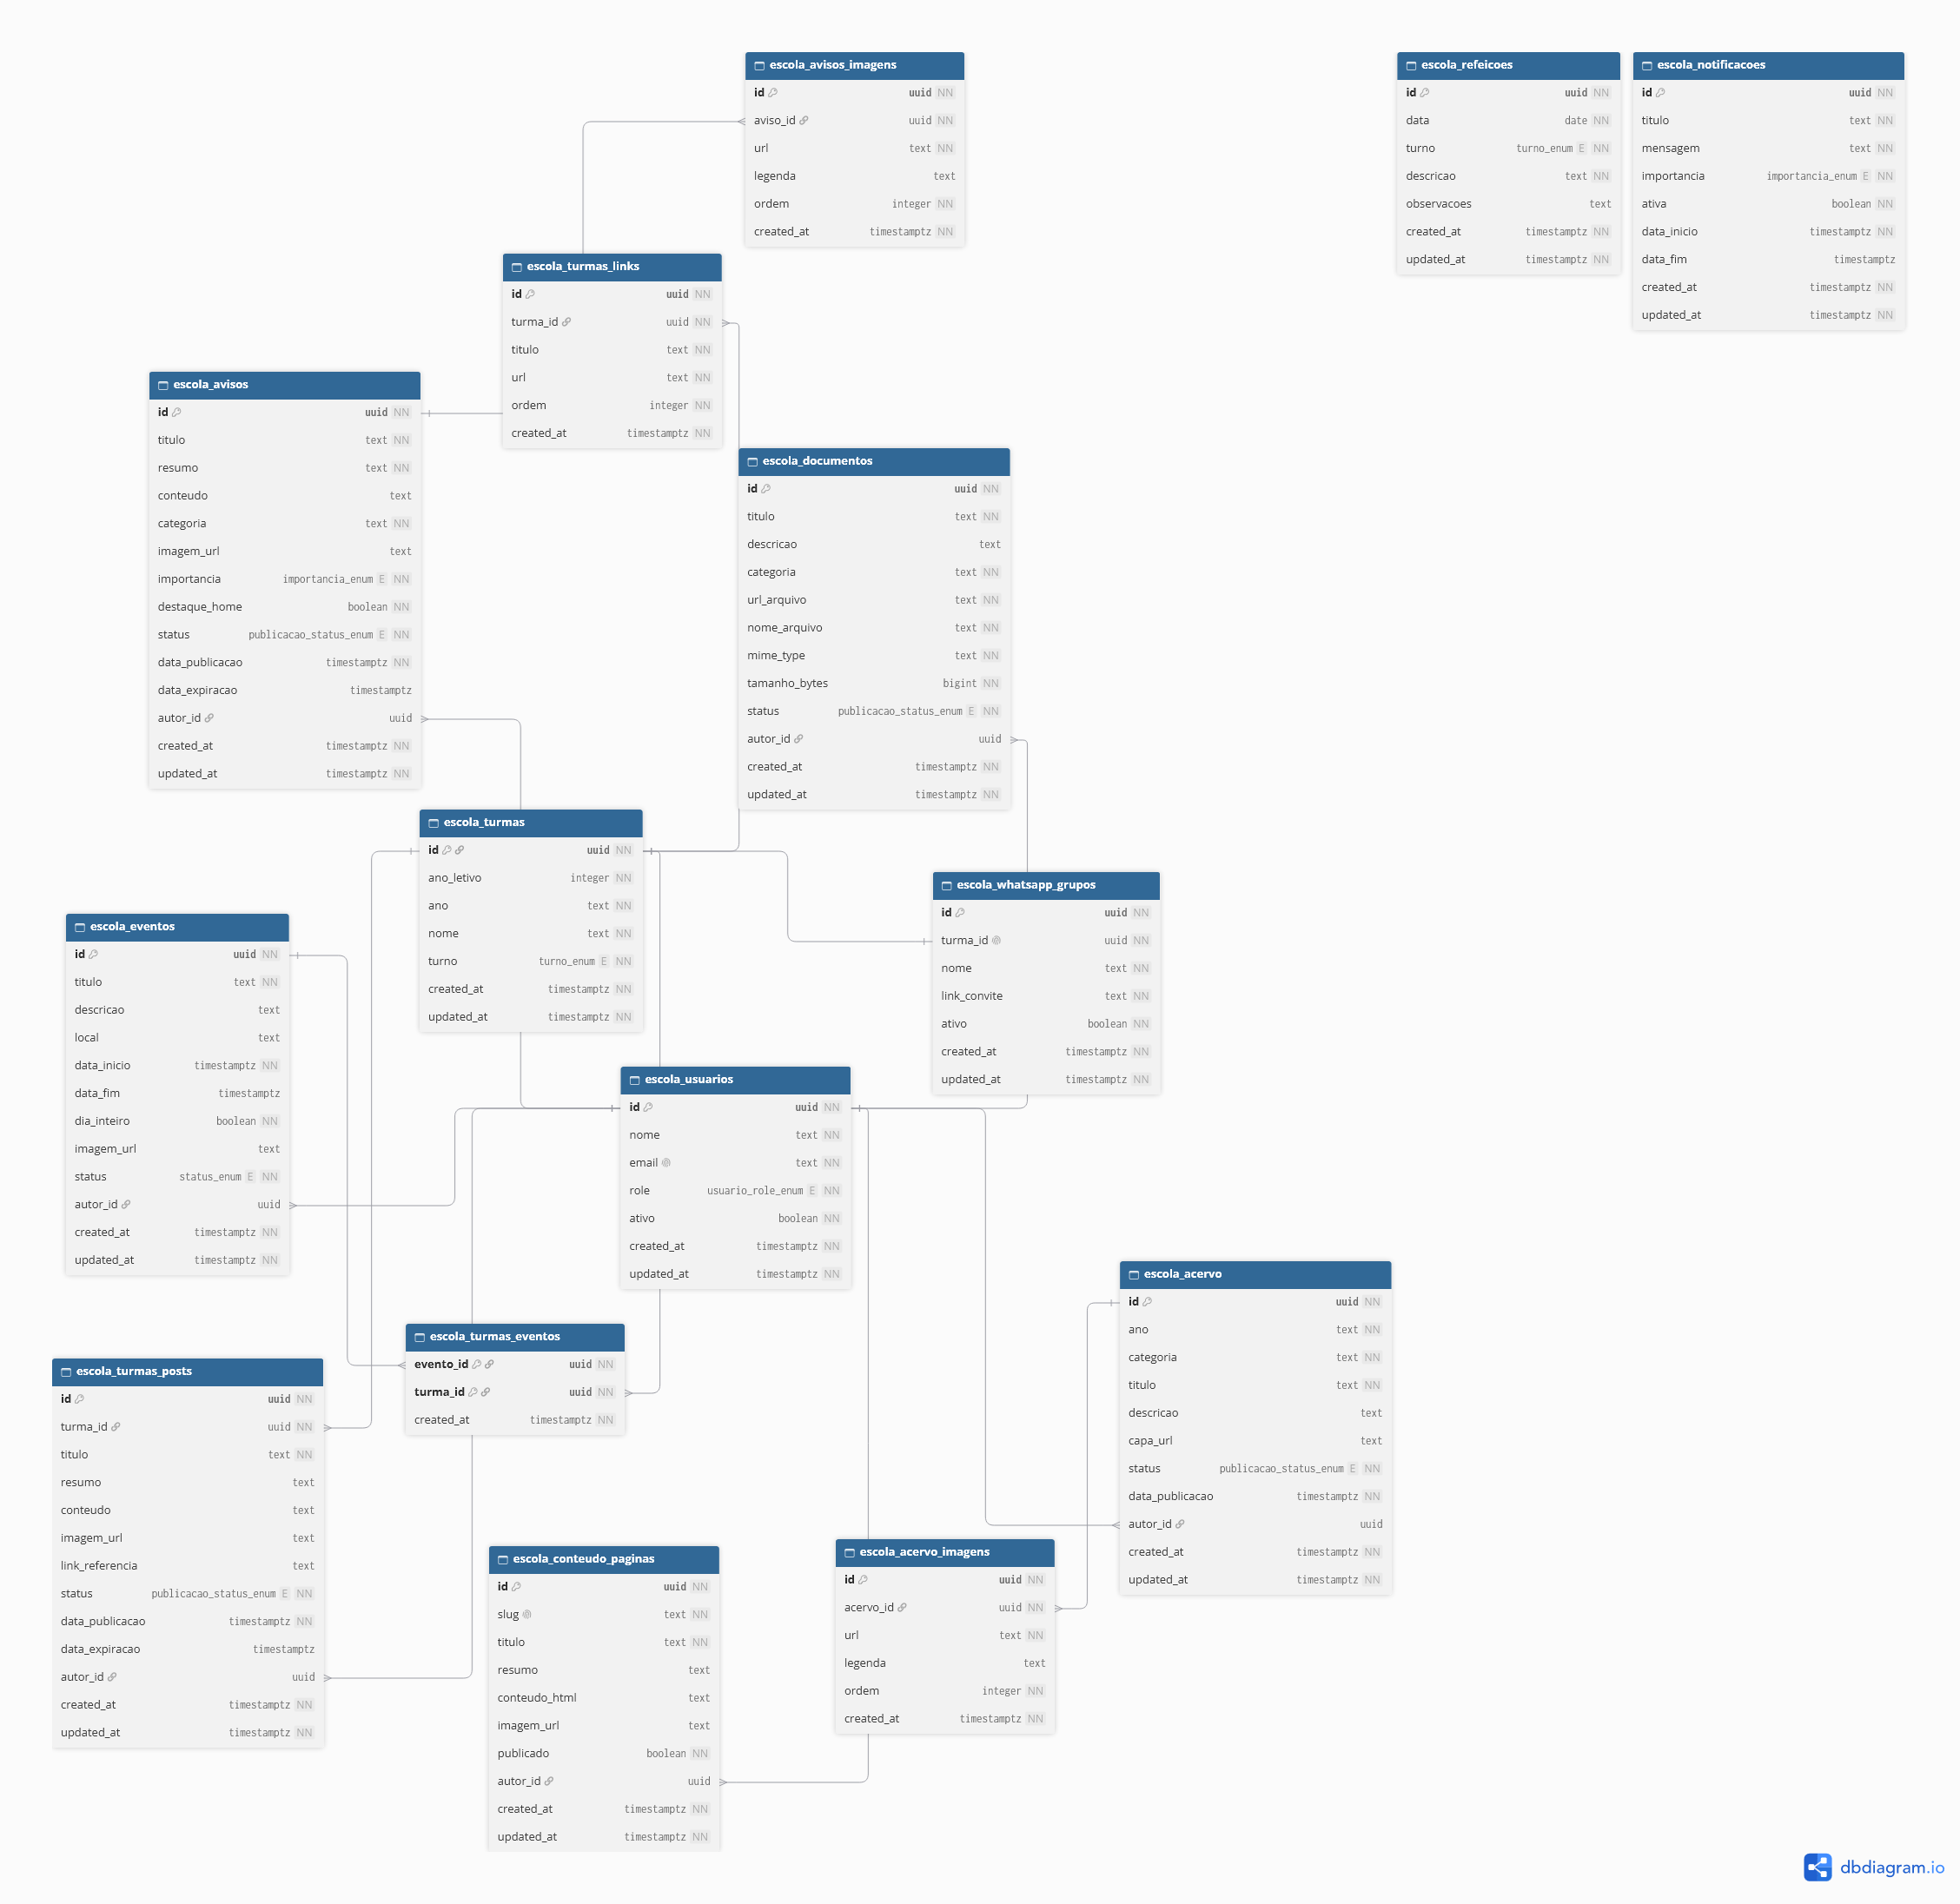 escola_avisos_imagens
id uuid NN
aviso_id uuid NN
url text NN
legenda text
ordem integer NN
created_at timestamptz NN
escola_refeicoes
id uuid NN
data date NN
turno turno_enum E NN
descricao text NN
observacoes text
created_at timestamptz NN
updated_at timestamptz NN
escola_notificacoes
id uuid NN
titulo text NN
mensagem text NN
importancia importancia_enum E NN
ativa boolean NN
data_inicio timestamptz NN
data_fim timestamptz
created_at timestamptz NN
updated_at timestamptz NN
escola_turmas_links
id uuid NN
turma_id uuid NN
titulo text NN
url text NN
ordem integer NN
created_at timestamptz NN
escola_avisos
id uuid NN
titulo text NN
resumo text NN
conteudo text
categoria text NN
imagem_url text
importancia importancia_enum E NN
destaque_home boolean NN
status publicacao_status_enum E NN
data_publicacao timestamptz NN
data_expiracao timestamptz
autor_id uuid
created_at timestamptz NN
updated_at timestamptz NN
escola_documentos
id uuid NN
titulo text NN
descricao text
categoria text NN
url_arquivo text NN
nome_arquivo text NN
mime_type text NN
tamanho_bytes bigint NN
status publicacao_status_enum E NN
autor_id uuid
created_at timestamptz NN
updated_at timestamptz NN
escola_turmas
id uuid NN
ano_letivo integer NN
ano text NN
nome text NN
turno turno_enum E NN
created_at timestamptz NN
updated_at timestamptz NN
escola_whatsapp_grupos
id uuid NN
turma_id uuid NN
nome text NN
link_convite text NN
ativo boolean NN
created_at timestamptz NN
updated_at timestamptz NN
escola_eventos
id uuid NN
titulo text NN
descricao text
local text
data_inicio timestamptz NN
data_fim timestamptz
dia_inteiro boolean NN
imagem_url text
status status_enum E NN
autor_id uuid
created_at timestamptz NN
updated_at timestamptz NN
escola_usuarios
id uuid NN
nome text NN
email text NN
role usuario_role_enum E NN
ativo boolean NN
created_at timestamptz NN
updated_at timestamptz NN
escola_acervo
id uuid NN
ano text NN
categoria text NN
titulo text NN
descricao text
capa_url text
status publicacao_status_enum E NN
data_publicacao timestamptz NN
autor_id uuid
created_at timestamptz NN
updated_at timestamptz NN
escola_turmas_eventos
evento_id uuid NN
turma_id uuid NN
created_at timestamptz NN
escola_turmas_posts
id uuid NN
turma_id uuid NN
titulo text NN
resumo text
conteudo text
imagem_url text
link_referencia text
status publicacao_status_enum E NN
data_publicacao timestamptz NN
data_expiracao timestamptz
autor_id uuid
created_at timestamptz NN
updated_at timestamptz NN
escola_conteudo_paginas
id uuid NN
slug text NN
titulo text NN
resumo text
conteudo_html text
imagem_url text
publicado boolean NN
autor_id uuid
created_at timestamptz NN
updated_at timestamptz NN
escola_acervo_imagens
id uuid NN
acervo_id uuid NN
url text NN
legenda text
ordem integer NN
created_at timestamptz NN
dbdiagram.io